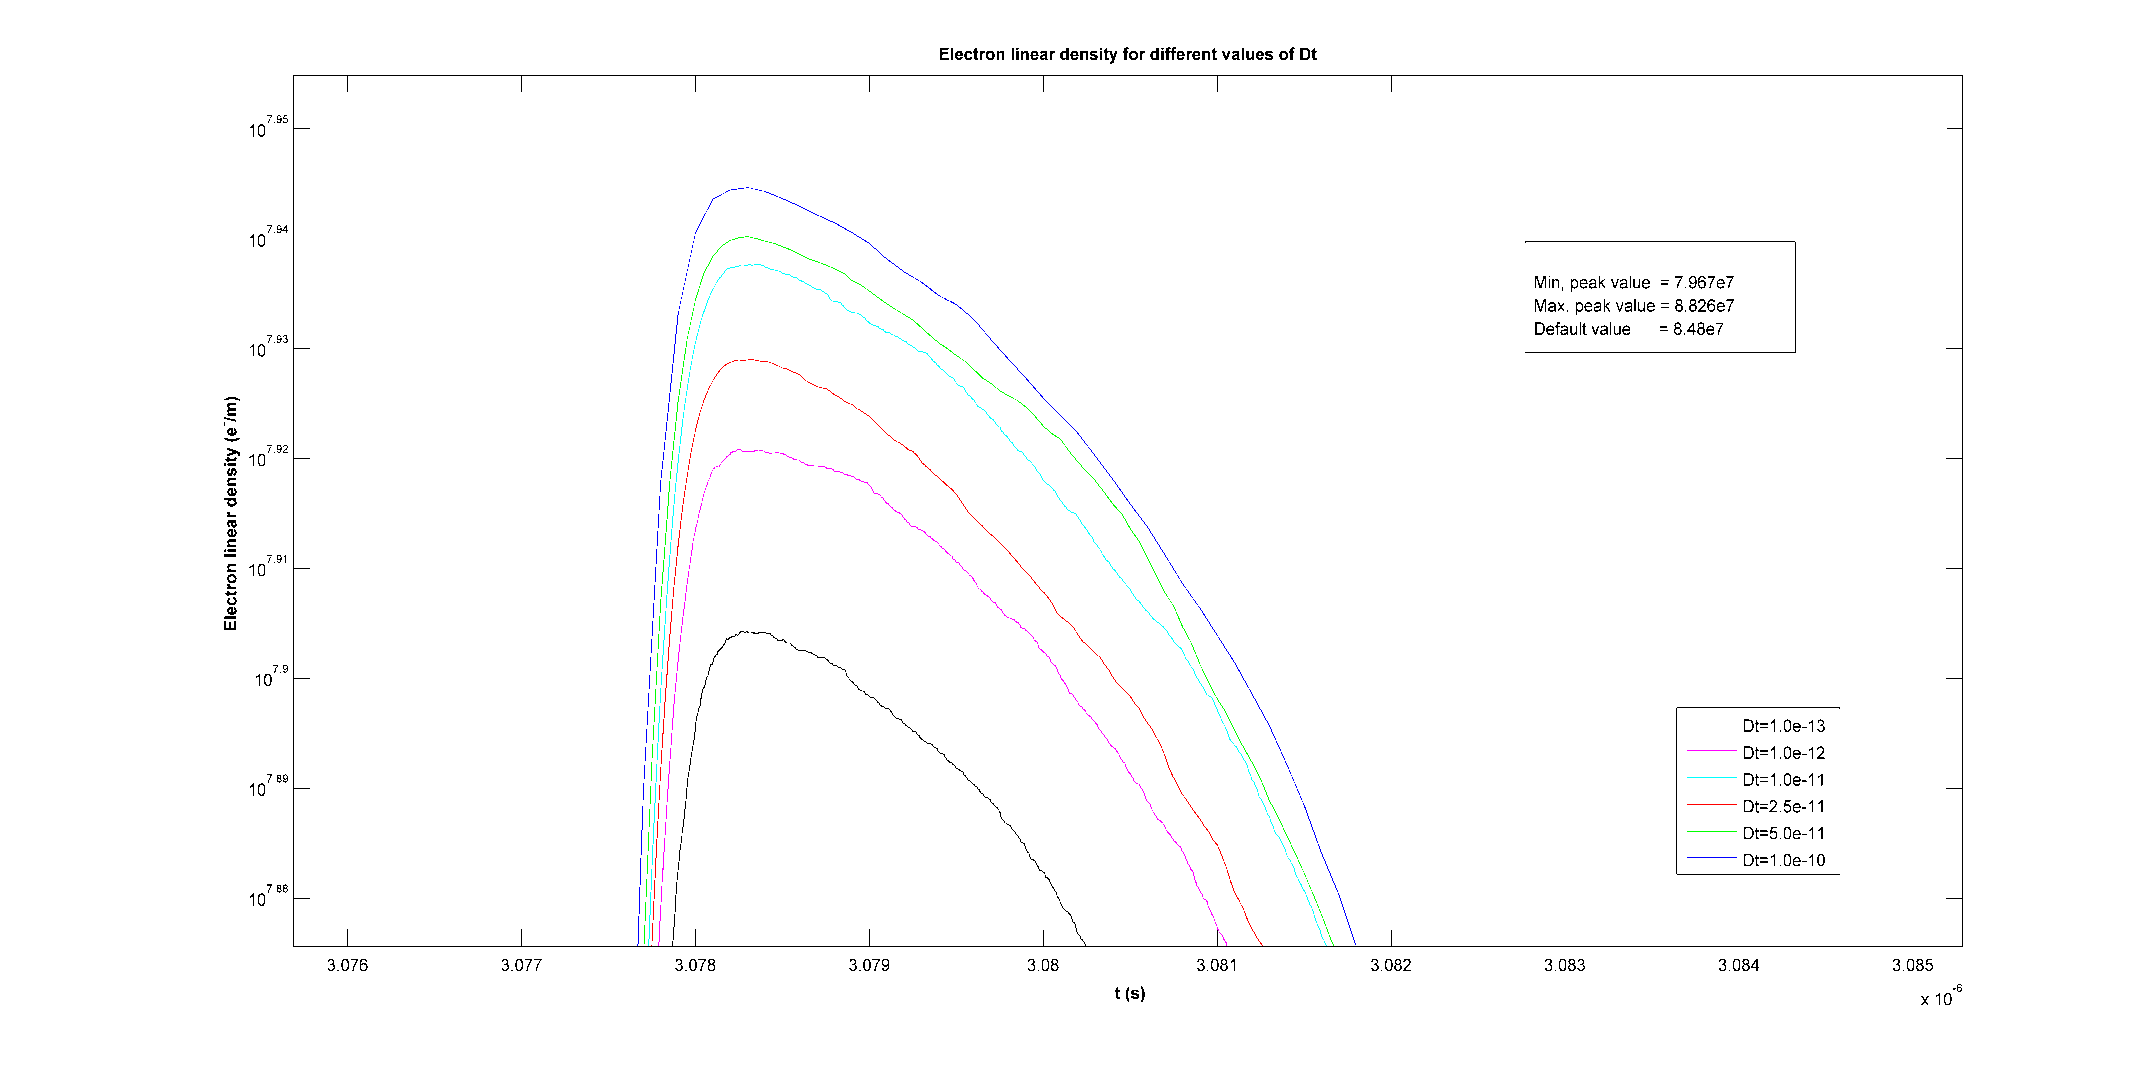 Electron linear density for different values of Dt
Electron linear density (e⁻/m)
10^7.95
10^7.94
10^7.93
10^7.92
10^7.91
10^7.9
10^7.89
10^7.88
Min, peak value = 7.967e7
Max. peak value = 8.826e7
Default value = 8.48e7
Dt=1.0e-13
Dt=1.0e-12
Dt=1.0e-11
Dt=2.5e-11
Dt=5.0e-11
Dt=1.0e-10
3.076 3.077 3.078 3.079 3.08 3.081 3.082 3.083 3.084 3.085
t (s)
x 10^-6